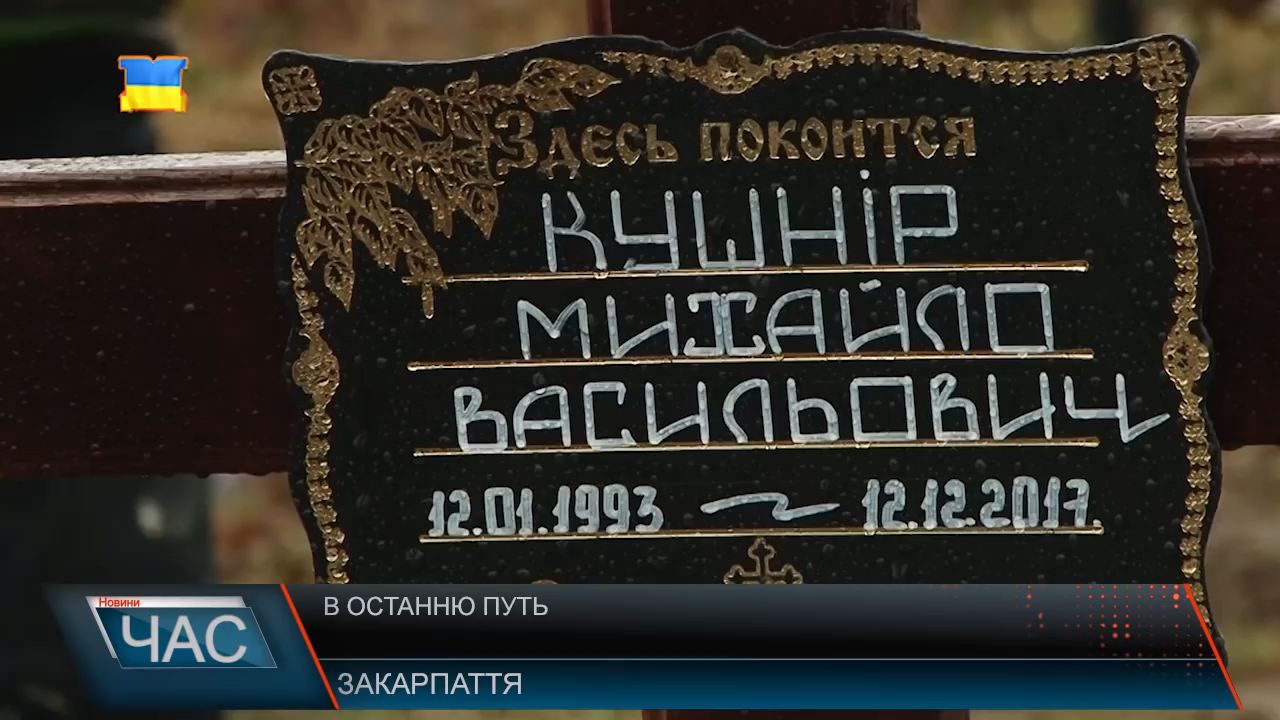 Здесь покоится
КУШНІР
МИХАЙЛО
ВАСИЛЬОВИЧ
12.01.1993 ~ 12.12.2017.
Новини
ЧАС
В ОСТАННЮ ПУТЬ
ЗАКАРПАТТЯ